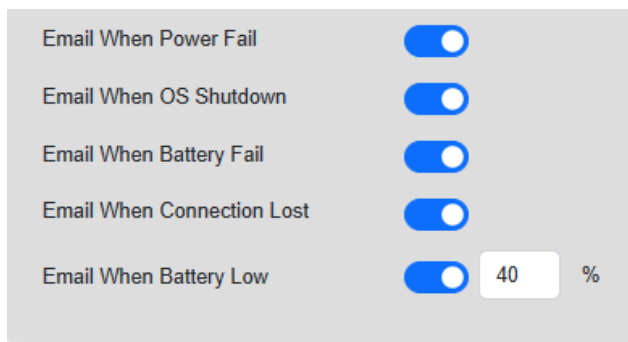 Email When Power Fail
Email When OS Shutdown
Email When Battery Fail
Email When Connection Lost
Email When Battery Low 40 %